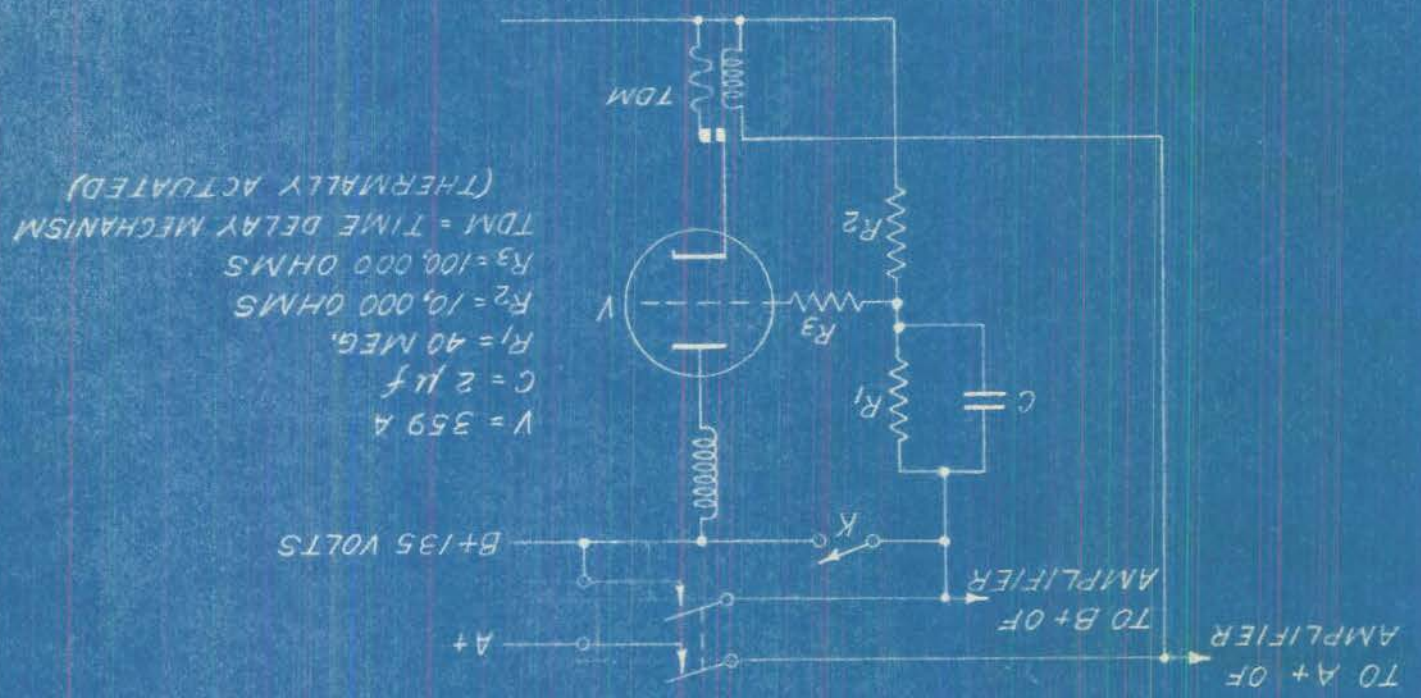 TO A+ OF
AMPLIFIER
A+
TO B+ OF
AMPLIFIER
B+135 VOLTS
K
C
R₁
V = 359 A
C = 2 µf
R₁ = 40 MEG.
R₂ = 10,000 OHMS
R₃ = 100,000 OHMS
TDM = TIME DELAY MECHANISM
(THERMALLY ACTUATED)
R₃
V
R₂
TDM